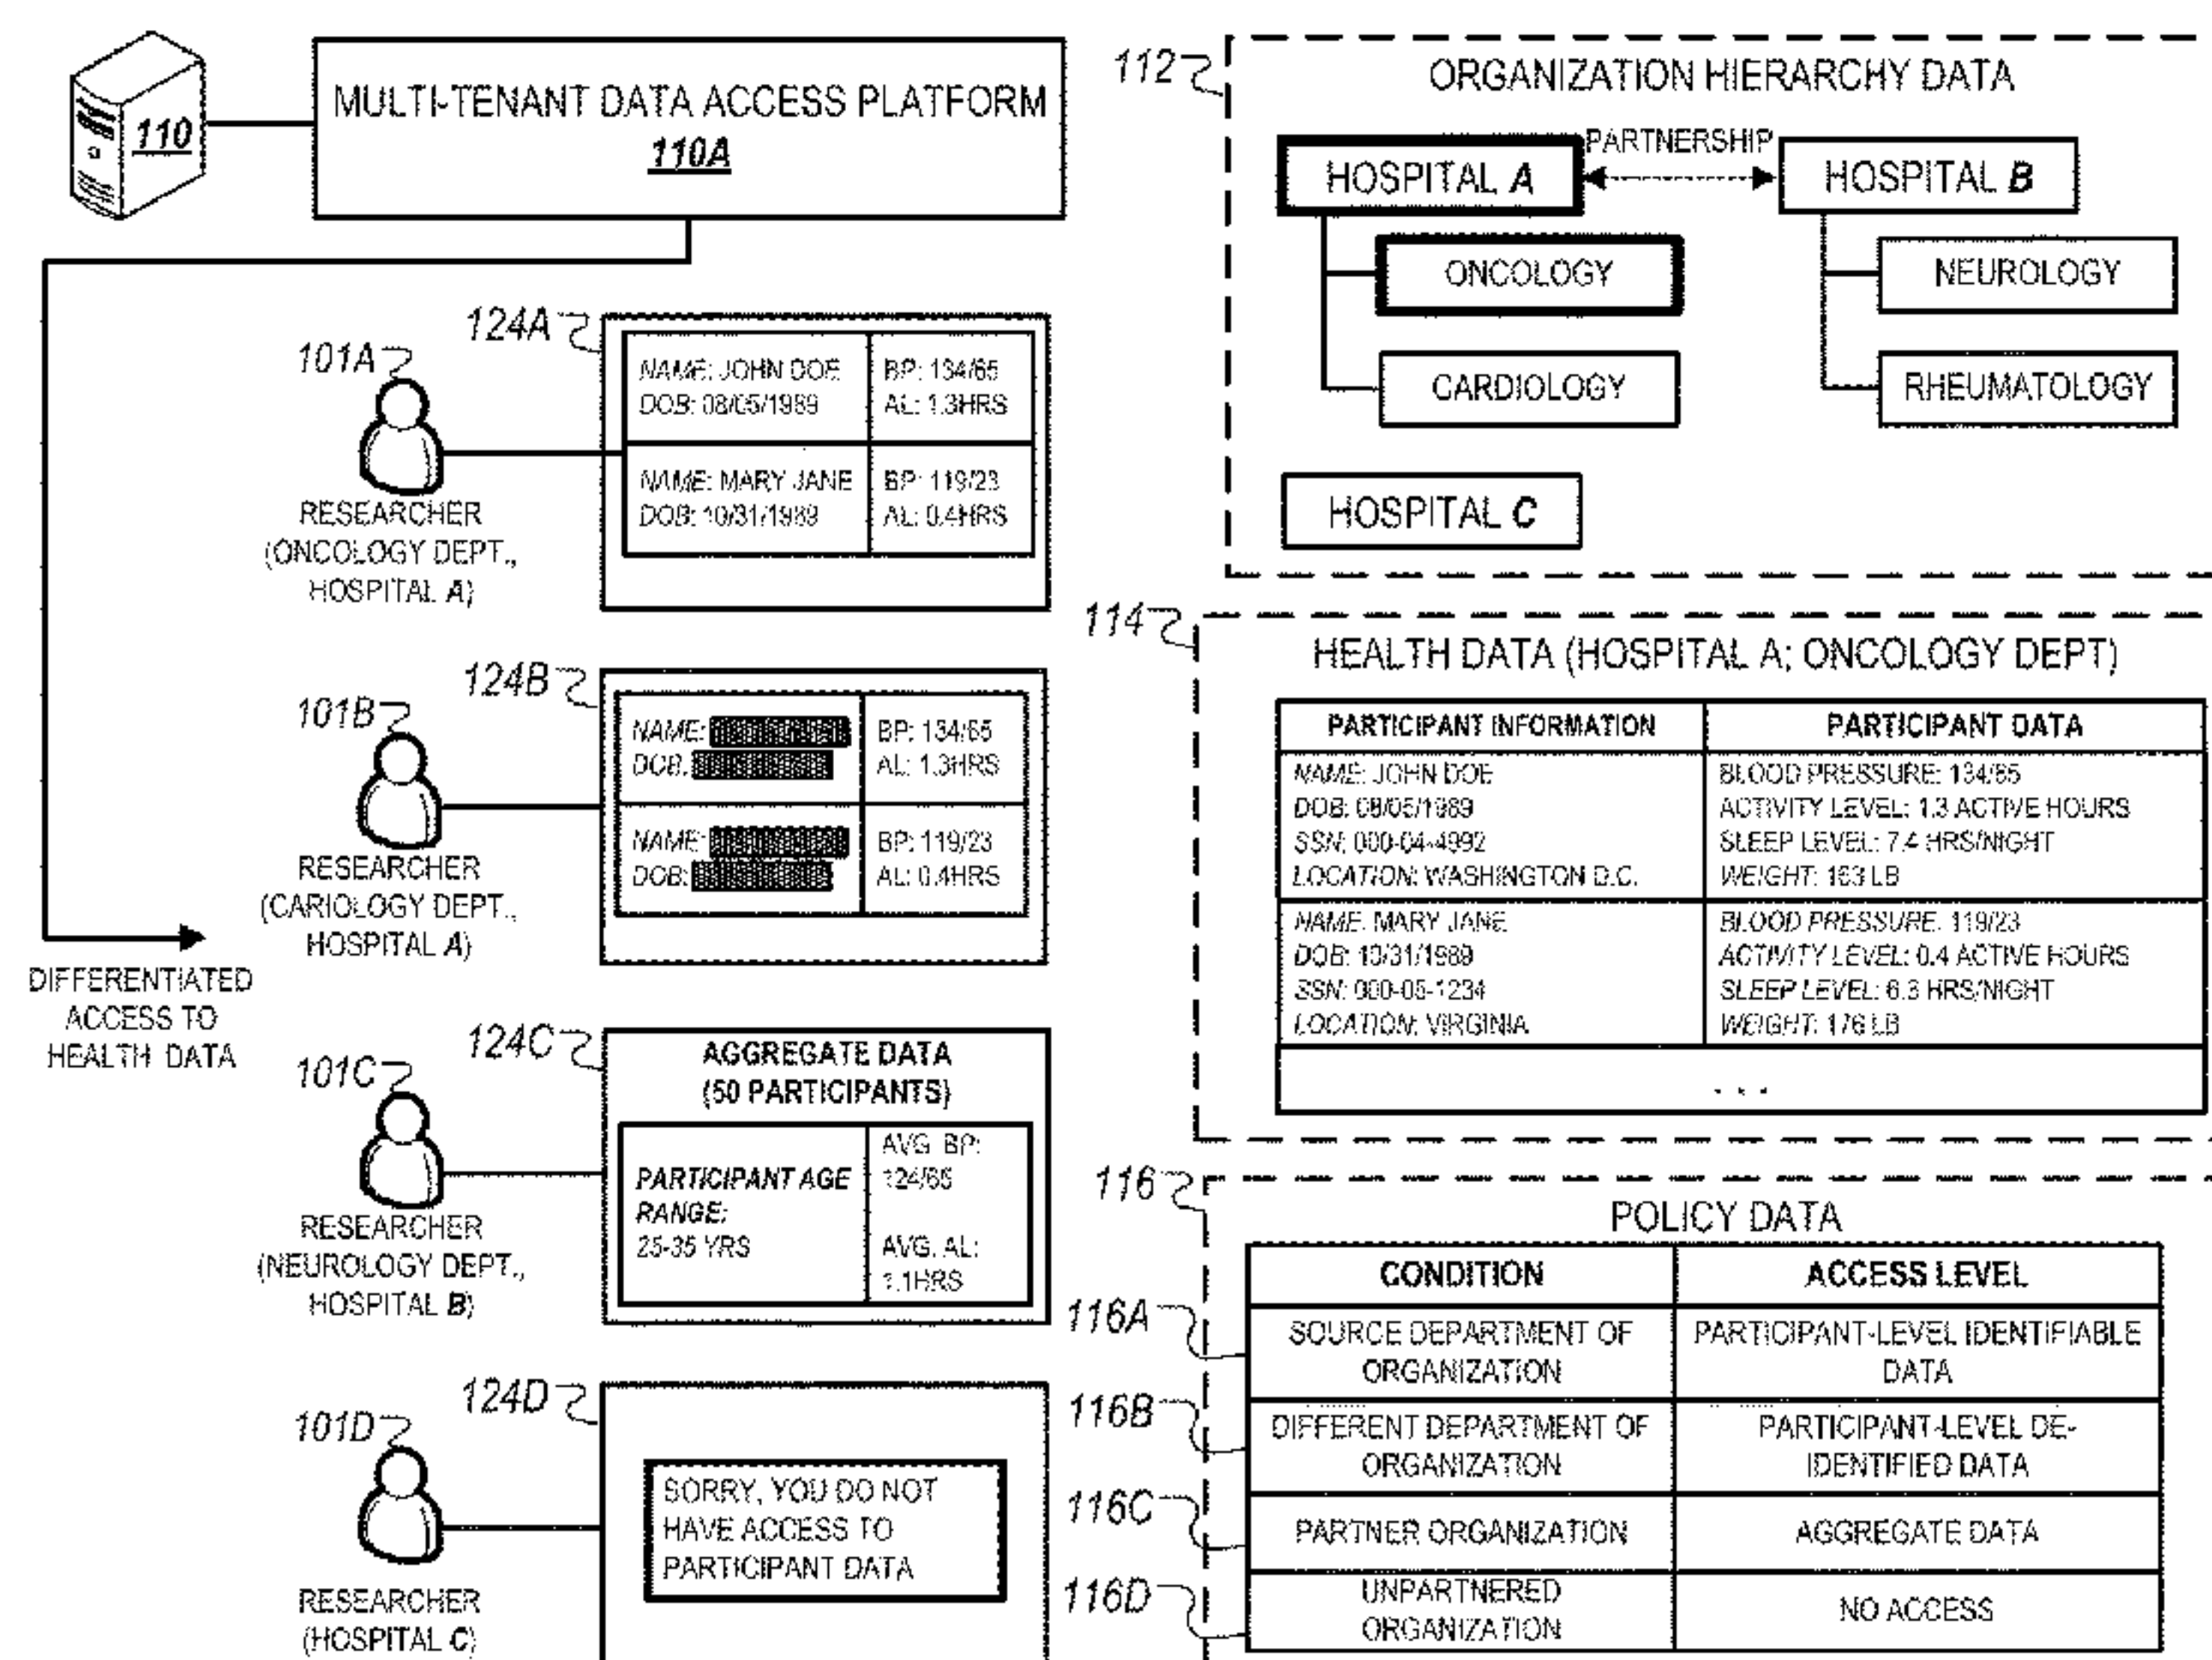 110
MULTI-TENANT DATA ACCESS PLATFORM
110A
DIFFERENTIATED
ACCESS TO
HEALTH DATA
101A
RESEARCHER
(ONCOLOGY DEPT.,
HOSPITAL A)
124A
NAME: JOHN DOE
DOB: 08/05/1989
BP: 134/65
AL: 1.3HRS
NAME: MARY JANE
DOB: 10/31/1989
BP: 119/23
AL: 0.4HRS
101B
RESEARCHER
(CARIOLOGY DEPT.,
HOSPITAL A)
124B
NAME:
DOB:
BP: 134/65
AL: 1.3HRS
NAME:
DOB:
BP: 119/23
AL: 0.4HRS
101C
RESEARCHER
(NEUROLOGY DEPT.,
HOSPITAL B)
124C
AGGREGATE DATA
(50 PARTICIPANTS)
PARTICIPANT AGE
RANGE:
25-35 YRS
AVG. BP:
124/65
AVG. AL:
1.1HRS
101D
RESEARCHER
(HOSPITAL C)
124D
SORRY, YOU DO NOT
HAVE ACCESS TO
PARTICIPANT DATA
112
ORGANIZATION HIERARCHY DATA
HOSPITAL A
PARTNERSHIP
HOSPITAL B
ONCOLOGY
NEUROLOGY
CARDIOLOGY
RHEUMATOLOGY
HOSPITAL C
114
HEALTH DATA (HOSPITAL A; ONCOLOGY DEPT)
PARTICIPANT INFORMATION
PARTICIPANT DATA
NAME: JOHN DOE
DOB: 08/05/1989
SSN: 000-04-4992
LOCATION: WASHINGTON D.C.
BLOOD PRESSURE: 134/65
ACTIVITY LEVEL: 1.3 ACTIVE HOURS
SLEEP LEVEL: 7.4 HRS/NIGHT
WEIGHT: 163 LB
NAME: MARY JANE
DOB: 10/31/1989
SSN: 000-05-1234
LOCATION: VIRGINIA
BLOOD PRESSURE: 119/23
ACTIVITY LEVEL: 0.4 ACTIVE HOURS
SLEEP LEVEL: 6.3 HRS/NIGHT
WEIGHT: 176 LB
. . .
116
POLICY DATA
CONDITION
ACCESS LEVEL
116A
SOURCE DEPARTMENT OF
ORGANIZATION
PARTICIPANT-LEVEL IDENTIFIABLE
DATA
116B
DIFFERENT DEPARTMENT OF
ORGANIZATION
PARTICIPANT-LEVEL DE-
IDENTIFIED DATA
116C
PARTNER ORGANIZATION
AGGREGATE DATA
116D
UNPARTNERED
ORGANIZATION
NO ACCESS